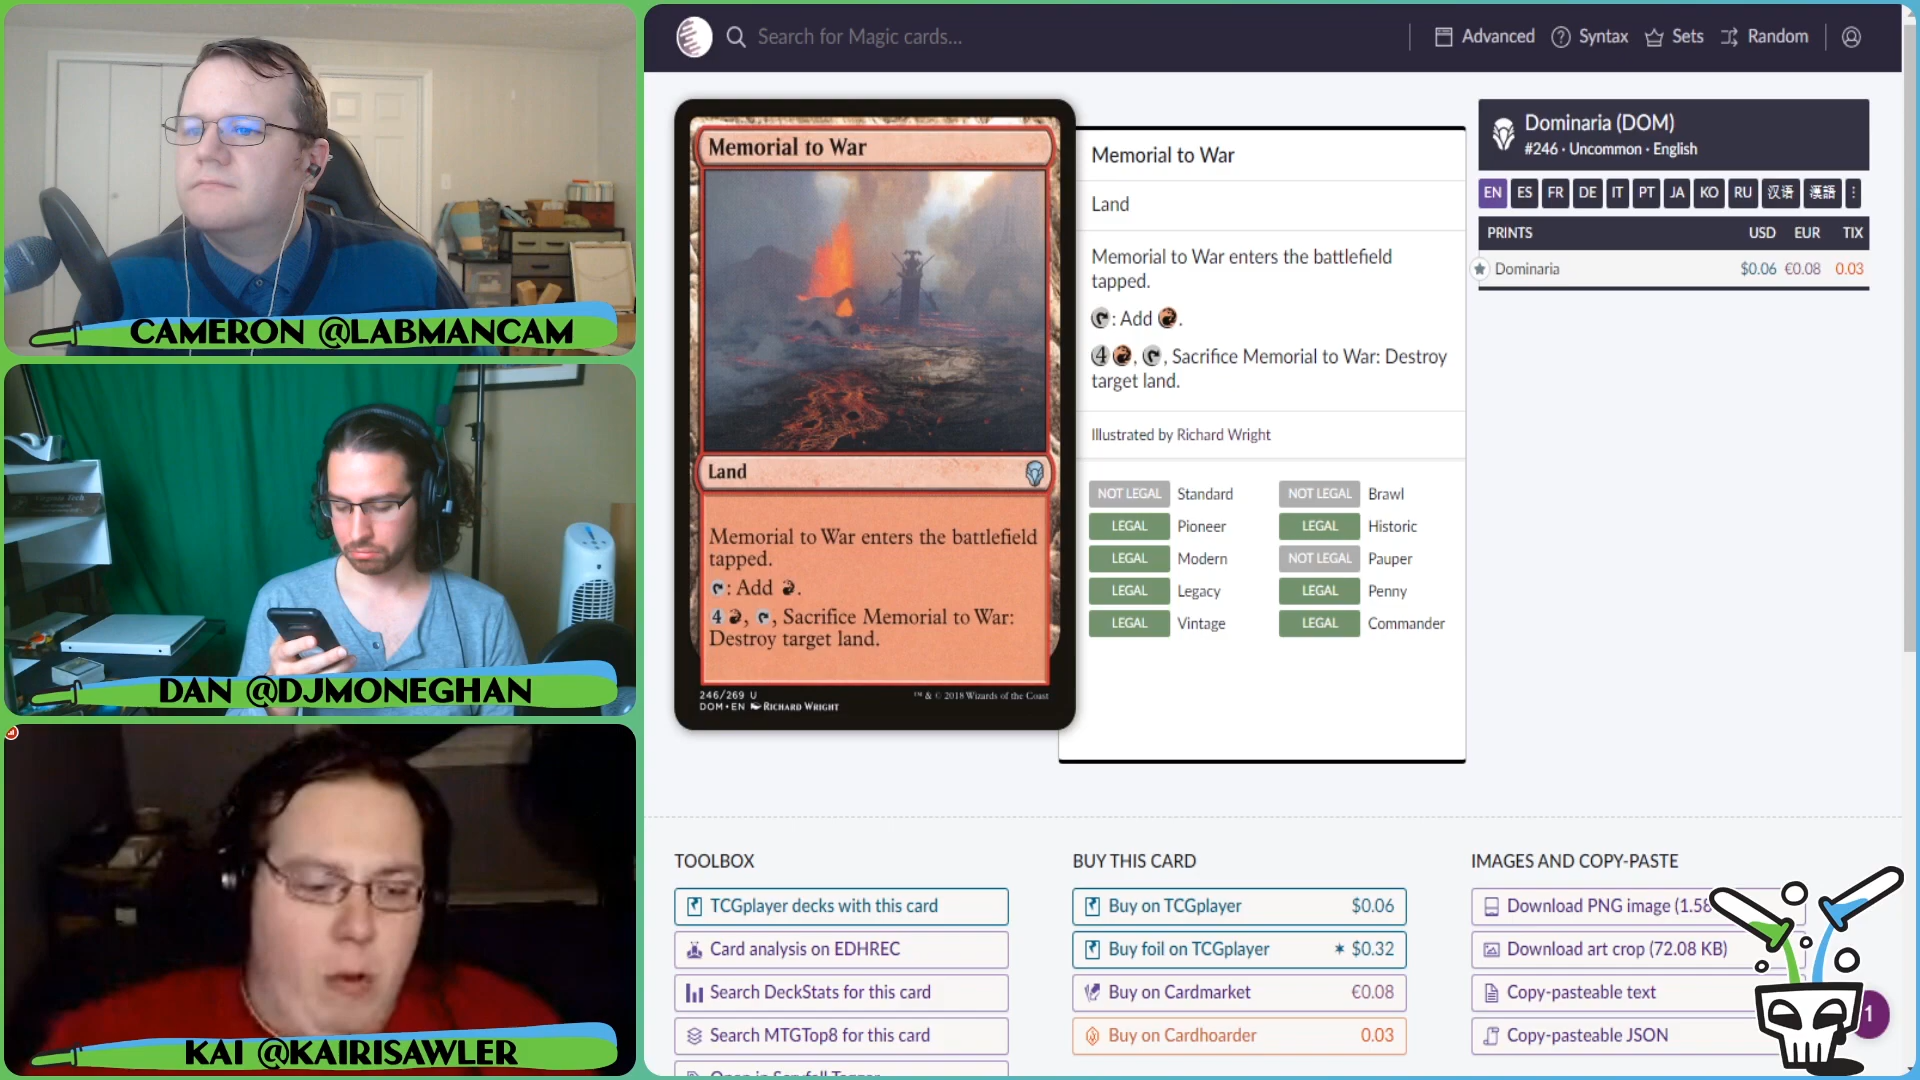 CAMERON @LABMANCAM
DAN @DJMONEGHAN
KAI @KAIRISAWLER
Search for Magic cards...
Advanced
Syntax
Sets
Random
Memorial to War
Land
Memorial to War enters the battlefield
tapped.
: Add .
4 , , Sacrifice Memorial to War:
Destroy target land.
246/269 U
DOM • EN RICHARD WRIGHT
™ & © 2018 Wizards of the Coast
Memorial to War
Land
Memorial to War enters the battlefield
tapped.
: Add .
4 , , Sacrifice Memorial to War: Destroy
target land.
Illustrated by Richard Wright
NOT LEGAL Standard NOT LEGAL Brawl
LEGAL Pioneer LEGAL Historic
LEGAL Modern NOT LEGAL Pauper
LEGAL Legacy LEGAL Penny
LEGAL Vintage LEGAL Commander
Dominaria (DOM)
#246 · Uncommon · English
EN ES FR DE IT PT JA KO RU 汉语 漢語
PRINTS USD EUR TIX
Dominaria $0.06 €0.08 0.03
TOOLBOX
TCGplayer decks with this card
Card analysis on EDHREC
Search DeckStats for this card
Search MTGTop8 for this card
BUY THIS CARD
Buy on TCGplayer $0.06
Buy foil on TCGplayer $0.32
Buy on Cardmarket €0.08
Buy on Cardhoarder 0.03
IMAGES AND COPY-PASTE
Download PNG image (1.58
Download art crop (72.08 KB)
Copy-pasteable text
Copy-pasteable JSON
1